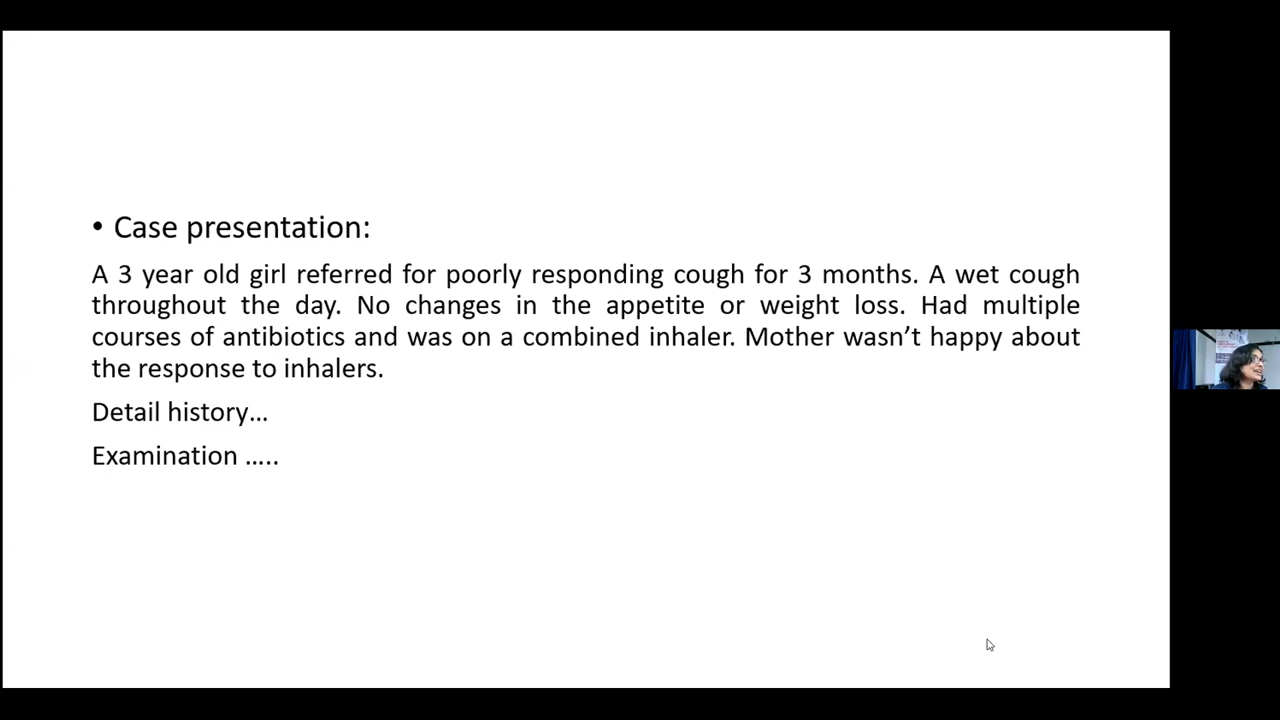 • Case presentation:
A 3 year old girl referred for poorly responding cough for 3 months. A wet cough
throughout the day. No changes in the appetite or weight loss. Had multiple
courses of antibiotics and was on a combined inhaler. Mother wasn’t happy about
the response to inhalers.
Detail history…
Examination …..